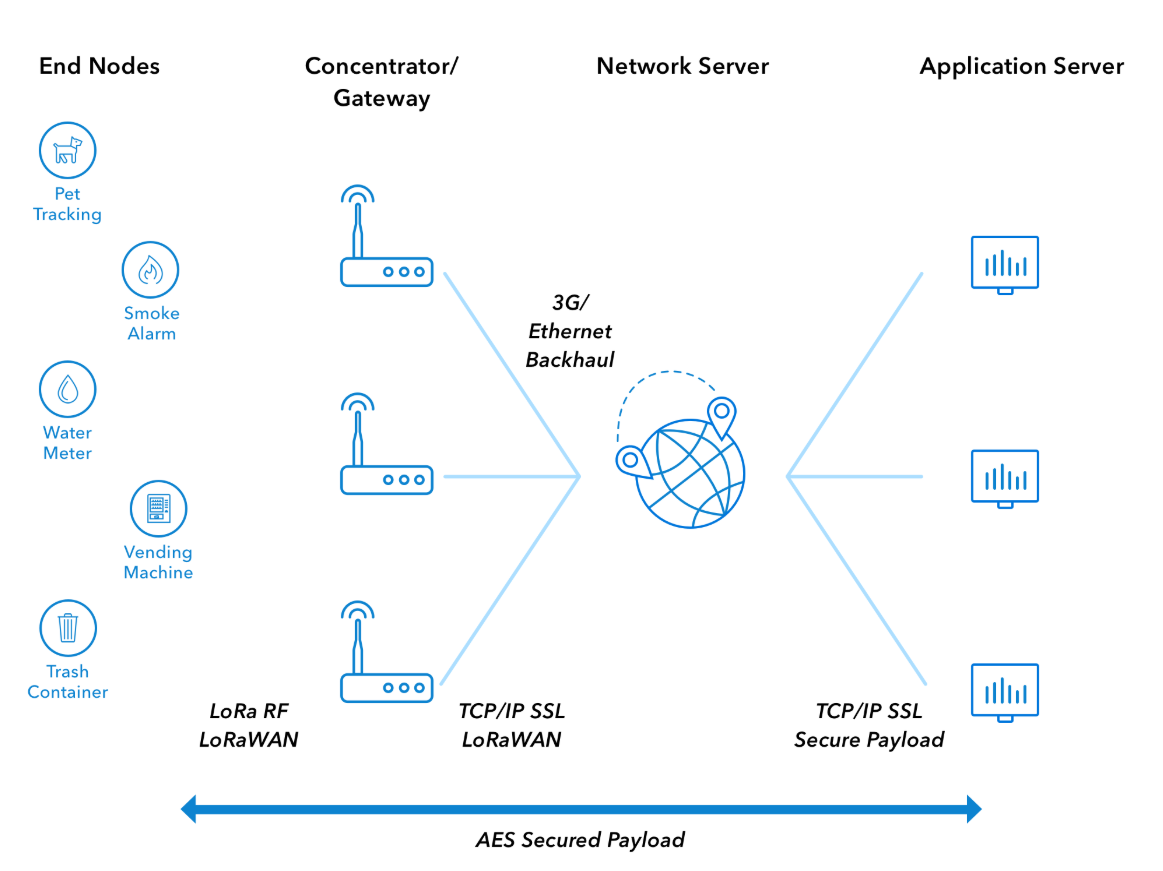 End Nodes
Concentrator/
Gateway
Network Server
Application Server
Pet
Tracking
Smoke
Alarm
Water
Meter
Vending
Machine
Trash
Container
3G/
Ethernet
Backhaul
LoRa RF
LoRaWAN
TCP/IP SSL
LoRaWAN
TCP/IP SSL
Secure Payload
AES Secured Payload